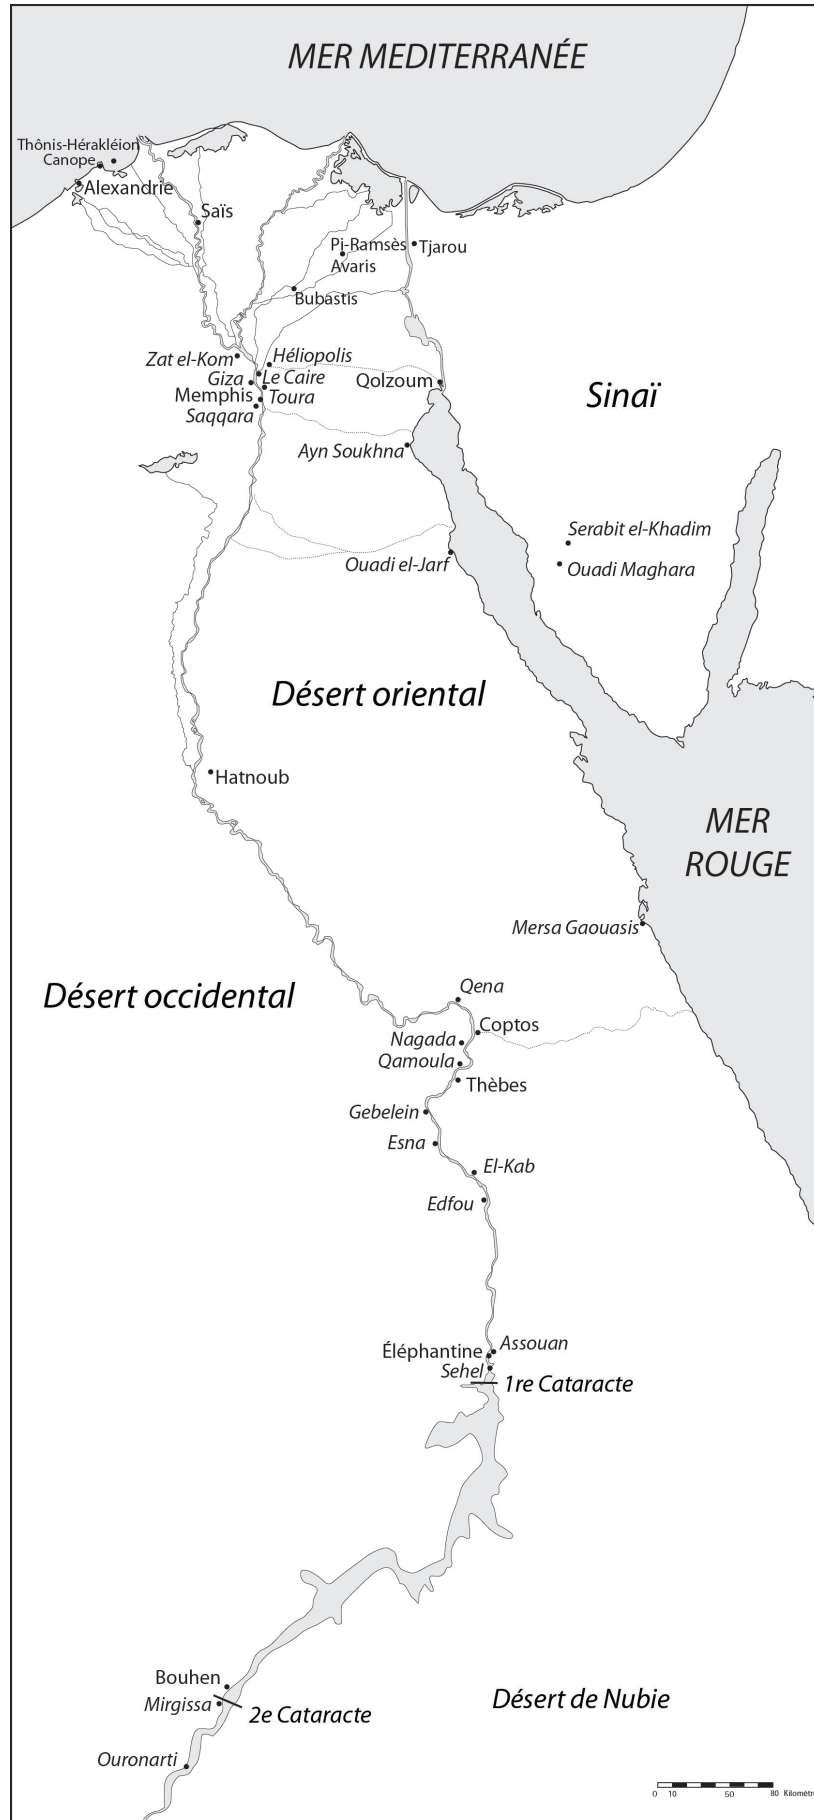 MER MEDITERRANÉE
Thônis-Hérakléion
Canope
Alexandrie
Saïs
Pi-Ramsès
Tjarou
Avaris
Bubastis
Zat el-Kom
Héliopolis
Giza
Le Caire
Qolzoum
Memphis
Toura
Saqqara
Sinaï
Ayn Soukhna
Serabit el-Khadim
Ouadi el-Jarf
Ouadi Maghara
Désert oriental
Hatnoub
MER
ROUGE
Mersa Gaouasis
Désert occidental
Qena
Coptos
Nagada
Qamoula
Thèbes
Gebelein
Esna
El-Kab
Edfou
Assouan
Éléphantine
Sehel
1re Cataracte
Bouhen
Mirgissa
2e Cataracte
Désert de Nubie
Ouronarti
0 10 50 80 Kilomètre